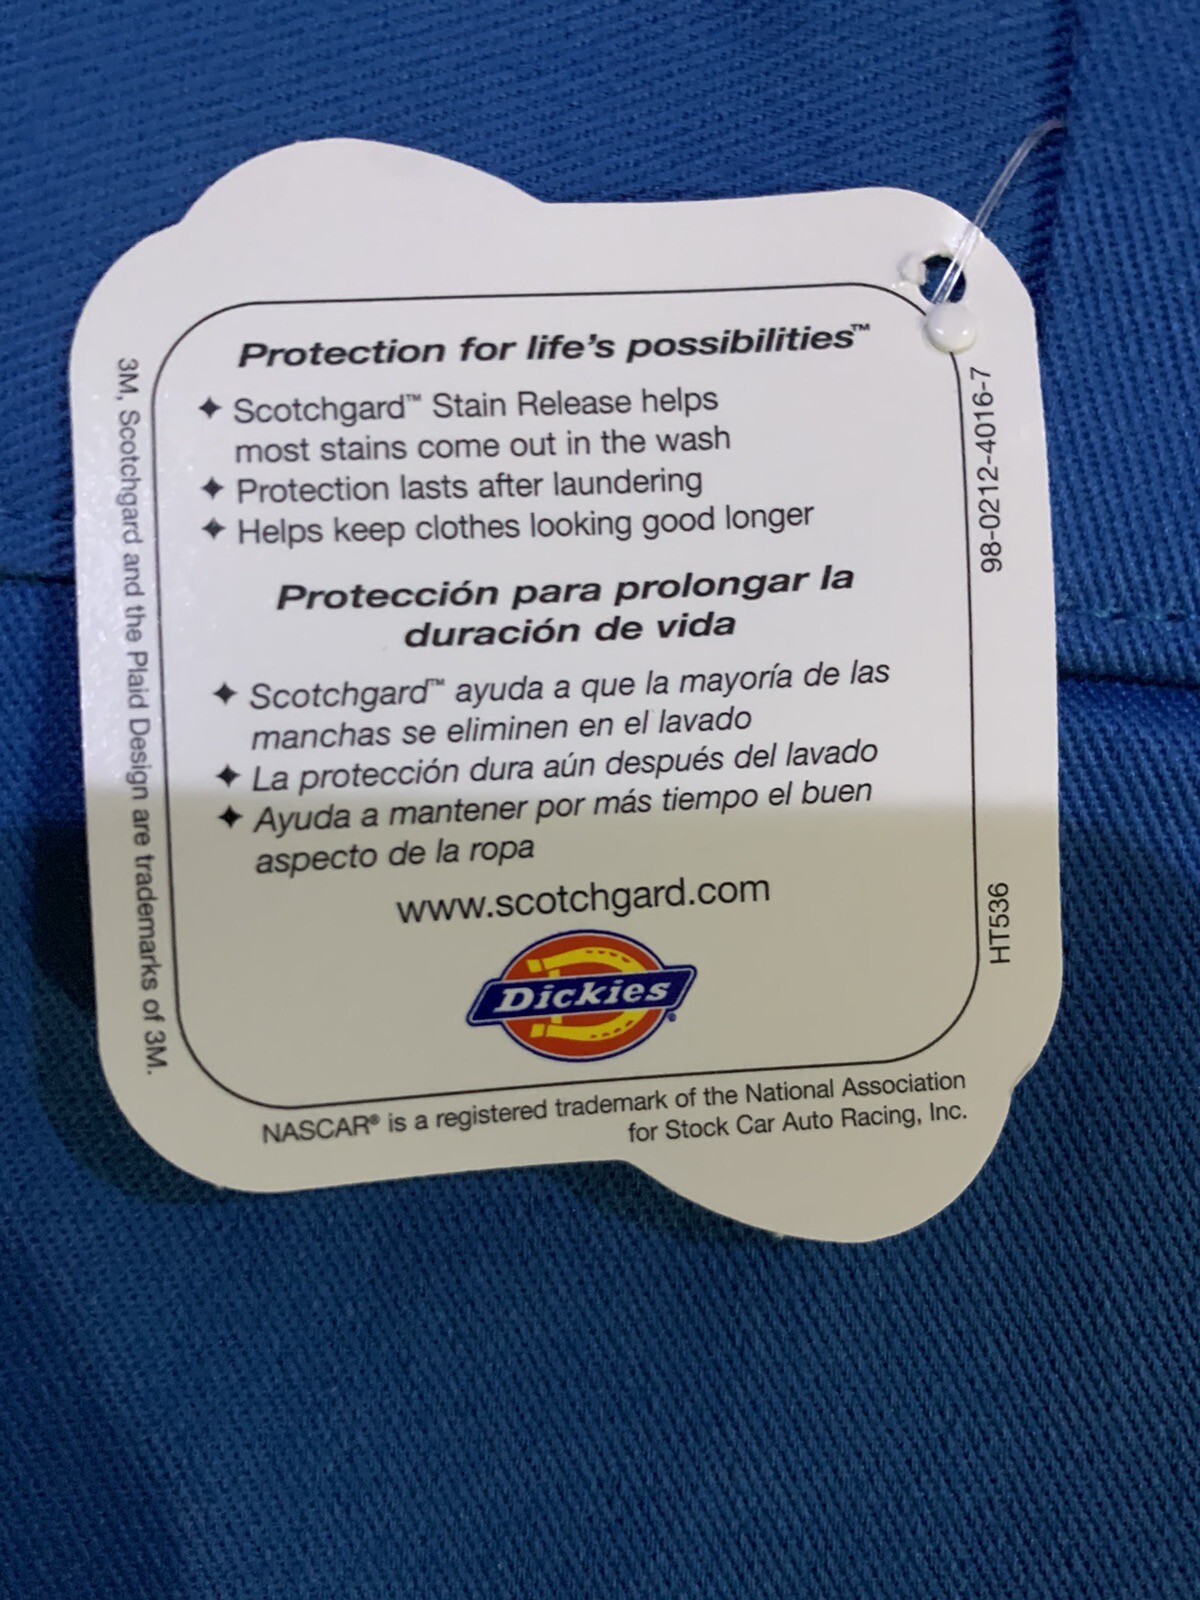 Protection for life's possibilities™
✦ Scotchgard™ Stain Release helps
most stains come out in the wash
✦ Protection lasts after laundering
✦ Helps keep clothes looking good longer
Protección para prolongar la
duración de vida
✦ Scotchgard™ ayuda a que la mayoría de las
manchas se eliminen en el lavado
✦ La protección dura aún después del lavado
✦ Ayuda a mantener por más tiempo el buen
aspecto de la ropa
www.scotchgard.com
Dickies®
NASCAR® is a registered trademark of the National Association
for Stock Car Auto Racing, Inc.
3M, Scotchgard and the Plaid Design are trademarks of 3M.
98-0212-4016-7
HT536